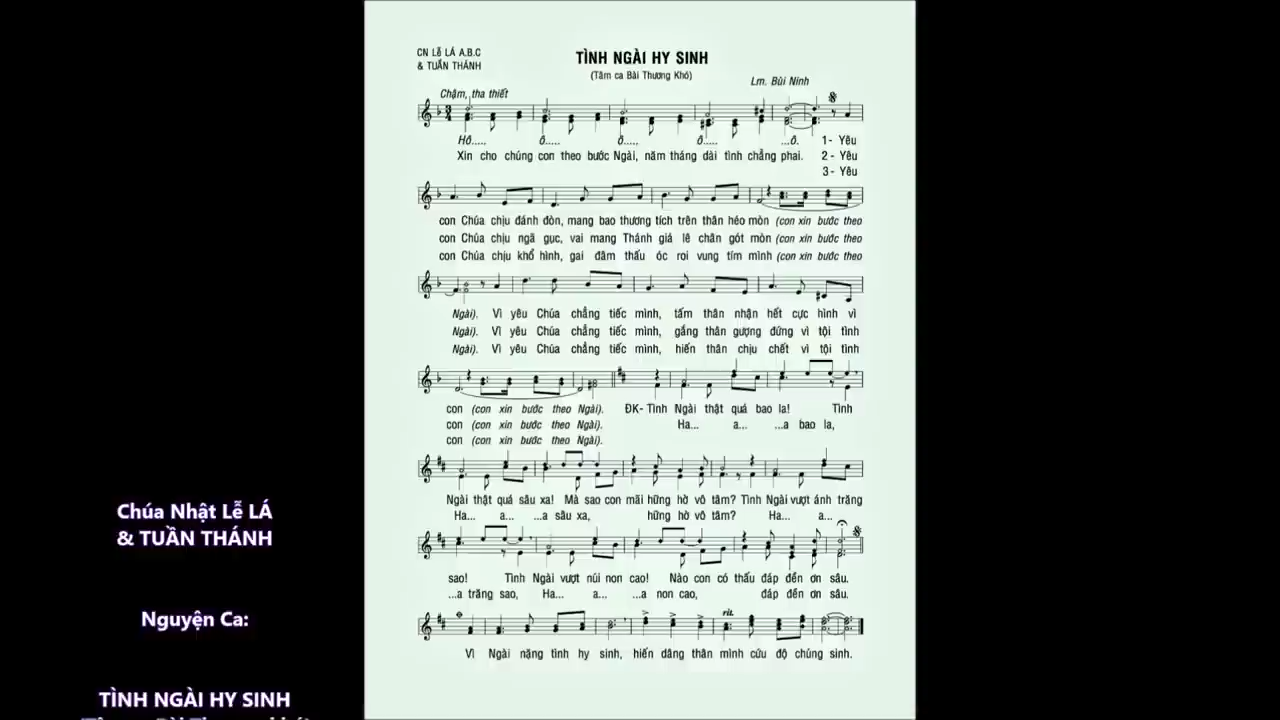 CN Lễ LÁ A.B.C
& TUẦN THÁNH
TÌNH NGÀI HY SINH
(Tâm ca Bài Thương Khó)
Lm. Bùi Ninh
Chậm, tha thiết
Hô..... ô..... ô..... ô..... ...ô. 1- Yêu
Xin cho chúng con theo bước Ngài, năm tháng dài tình chẳng phai. 2- Yêu
3- Yêu
con Chúa chịu đánh đòn, mang bao thương tích trên thân héo mòn (con xin bước theo
con Chúa chịu ngã gục, vai mang Thánh giá lê chân gót mòn (con xin bước theo
con Chúa chịu khổ hình, gai đâm thấu óc roi vung tím mình (con xin bước theo
Ngài). Vì yêu Chúa chẳng tiếc mình, tấm thân nhận hết cực hình vì
Ngài). Vì yêu Chúa chẳng tiếc mình, gắng thân gượng đứng vì tội tình
Ngài). Vì yêu Chúa chẳng tiếc mình, hiến thân chịu chết vì tội tình
con (con xin bước theo Ngài). ĐK- Tình Ngài thật quá bao la! Tình
con (con xin bước theo Ngài). Ha... a... ...a bao la,
con (con xin bước theo Ngài).
Ngài thật quá sâu xa! Mà sao con mãi hững hờ vô tâm? Tình Ngài vượt ánh trăng
Ha... a... ...a sâu xa, hững hờ vô tâm? Ha... a...
sao! Tình Ngài vượt núi non cao! Nào con có thấu đáp đền ơn sâu.
...a trăng sao, Ha... a... ...a non cao, đáp đền ơn sâu.
rit.
Vì Ngài nặng tình hy sinh, hiến dâng thân mình cứu độ chúng sinh.
Chúa Nhật Lễ LÁ
& TUẦN THÁNH
Nguyện Ca:
TÌNH NGÀI HY SINH